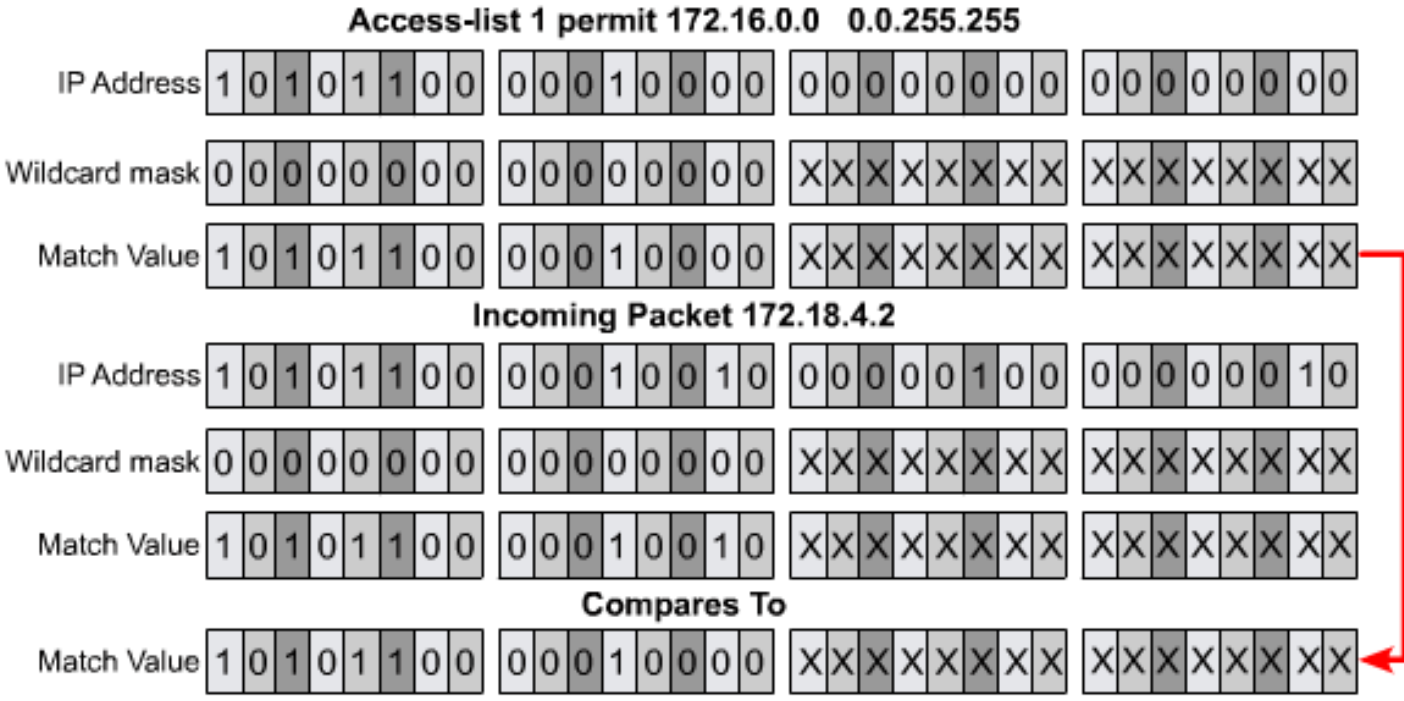 Access-list 1 permit 172.16.0.0 0.0.255.255
IP Address 1 0 1 0 1 1 0 0 0 0 0 1 0 0 0 0 0 0 0 0 0 0 0 0 0 0 0 0 0 0 0 0
Wildcard mask 0 0 0 0 0 0 0 0 0 0 0 0 0 0 0 0 X X X X X X X X X X X X X X X X
Match Value 1 0 1 0 1 1 0 0 0 0 0 1 0 0 0 0 X X X X X X X X X X X X X X X X
Incoming Packet 172.18.4.2
IP Address 1 0 1 0 1 1 0 0 0 0 0 1 0 0 1 0 0 0 0 0 0 1 0 0 0 0 0 0 0 0 1 0
Wildcard mask 0 0 0 0 0 0 0 0 0 0 0 0 0 0 0 0 X X X X X X X X X X X X X X X X
Match Value 1 0 1 0 1 1 0 0 0 0 0 1 0 0 1 0 X X X X X X X X X X X X X X X X
Compares To
Match Value 1 0 1 0 1 1 0 0 0 0 0 1 0 0 0 0 X X X X X X X X X X X X X X X X